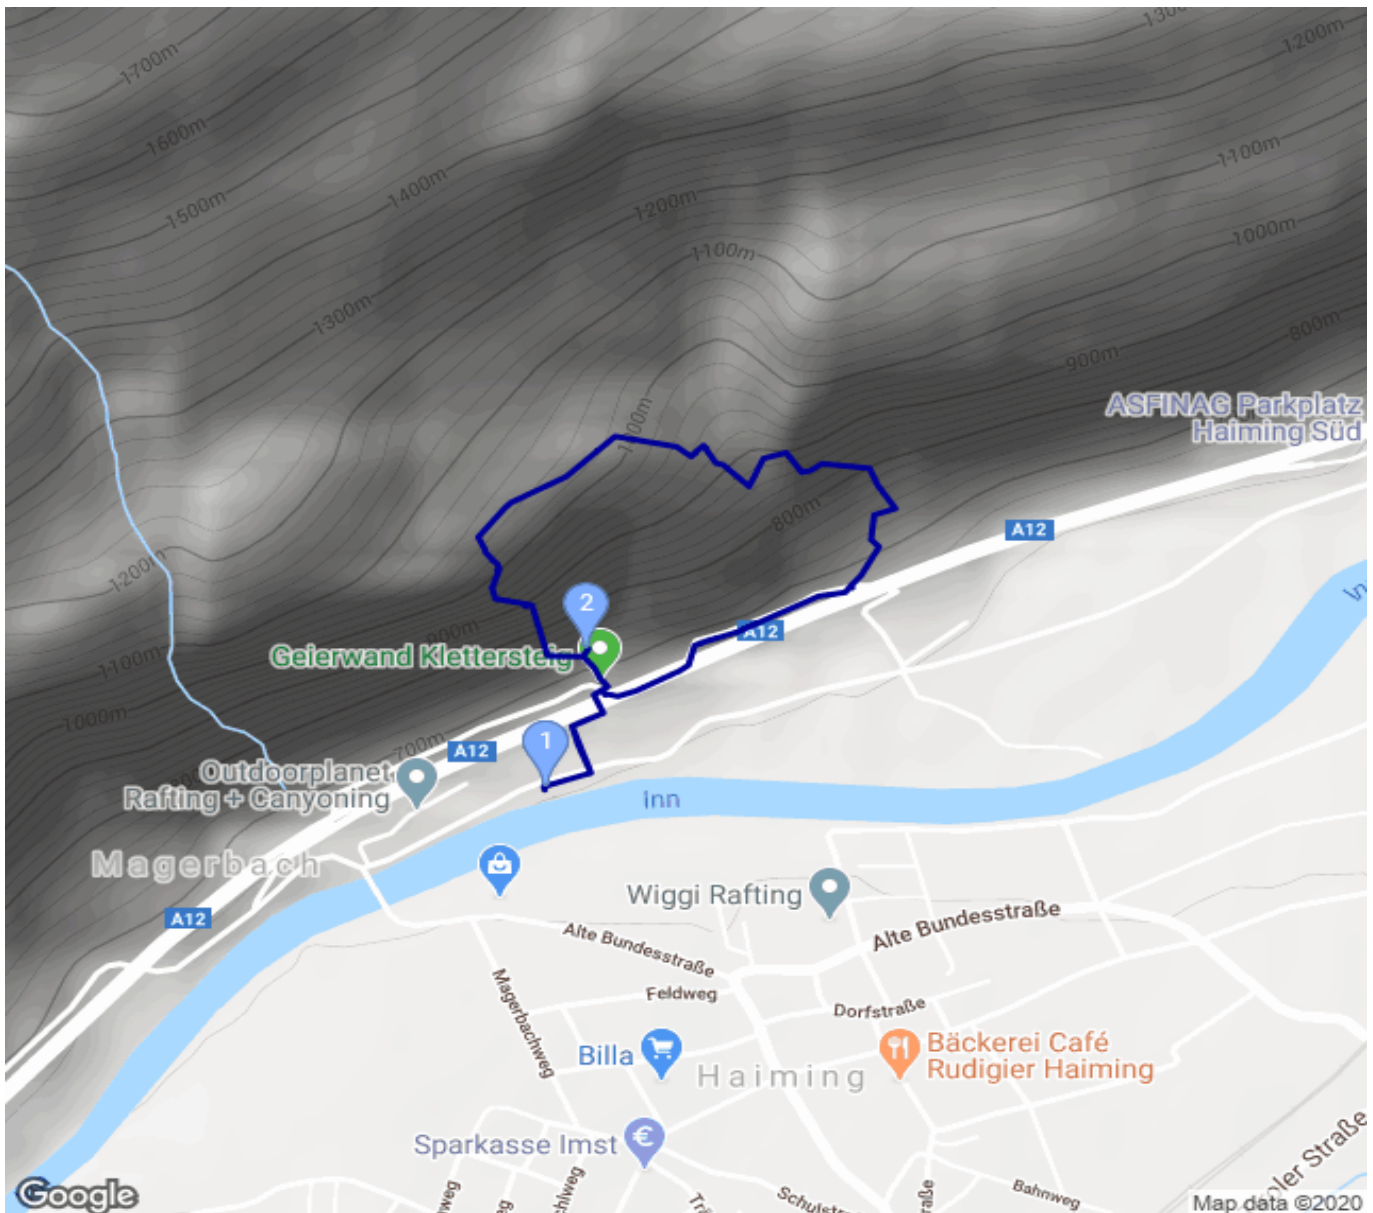 1300m
1200m
1700m
1600m
1100m
1400m
1500m
1200m
1000m
1100m
1300m
800m
900m
ASFINAG Parkplatz
Haiming Süd
800m
A12
1200m
2
900m
A12
Geierwand Klettersteig
1100m
1000m
700m
1
A12
Outdoorplanet
Rafting + Canyoning
Inn
Magerbach
Wiggi Rafting
A12
Alte Bundesstraße
Alte Bundesstraße
Magerbachweg
Feldweg
Dorfstraße
Billa
Haiming
Bäckerei Café
Rudigier Haiming
Sparkasse Imst
Bahnweg
Google
Map data ©2020